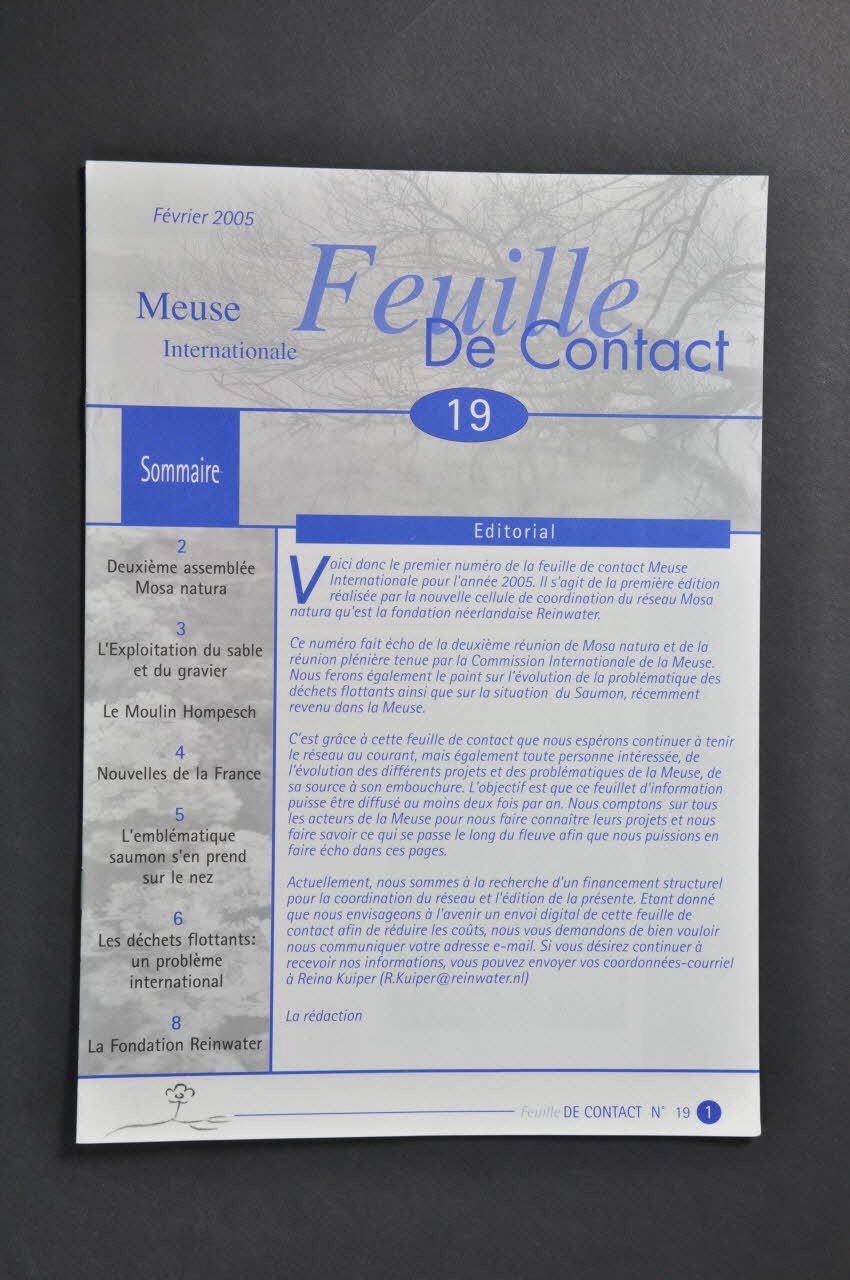 Février 2005
Meuse
Internationale
Feuille
De Contact
19
Sommaire
2
Deuxième assemblée
Mosa natura
3
L'Exploitation du sable
et du gravier
Le Moulin Hompesch
4
Nouvelles de la France
5
L'emblématique
saumon s'en prend
sur le nez
6
Les déchets flottants:
un problème
international
8
La Fondation Reinwater
Editorial
Voici donc le premier numéro de la feuille de contact Meuse
Internationale pour l'année 2005. Il s'agit de la première édition
réalisée par la nouvelle cellule de coordination du réseau Mosa
natura qu'est la fondation néerlandaise Reinwater.
Ce numéro fait écho de la deuxième réunion de Mosa natura et de la
réunion plénière tenue par la Commission Internationale de la Meuse.
Nous ferons également le point sur l'évolution de la problématique des
déchets flottants ainsi que sur la situation du Saumon, récemment
revenu dans la Meuse.
C'est grâce à cette feuille de contact que nous espérons continuer à tenir
le réseau au courant, mais également toute personne intéressée, de
l'évolution des différents projets et des problématiques de la Meuse, de
sa source à son embouchure. L'objectif est que ce feuillet d'information
puisse être diffusé au moins deux fois par an. Nous comptons sur tous
les acteurs de la Meuse pour nous faire connaître leurs projets et nous
faire savoir ce qui se passe le long du fleuve afin que nous puissions en
faire écho dans ces pages.
Actuellement, nous sommes à la recherche d'un financement structurel
pour la coordination du réseau et l'édition de la présente. Etant donné
que nous envisageons à l'avenir un envoi digital de cette feuille de
contact afin de réduire les coûts, nous vous demandons de bien vouloir
nous communiquer votre adresse e-mail. Si vous désirez continuer à
recevoir nos informations, vous pouvez envoyer vos coordonnées-courriel
à Reina Kuiper (R.Kuiper@reinwater.nl)
La rédaction
Feuille DE CONTACT N° 19 1